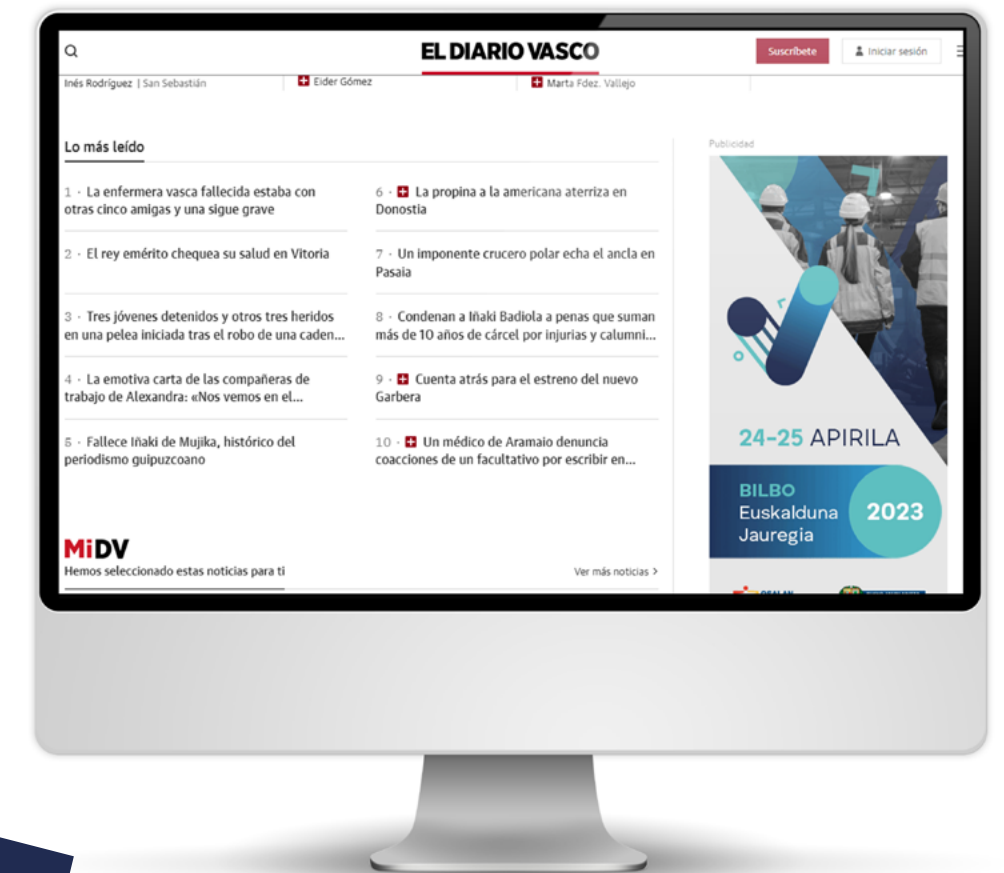 EL DIARIO VASCO
Suscríbete
Iniciar sesión
Inés Rodríguez | San Sebastián
Eider Gómez
Marta Fdez. Vallejo
Lo más leído
1 · La enfermera vasca fallecida estaba con
otras cinco amigas y una sigue grave
2 · El rey emérito chequea su salud en Vitoria
3 · Tres jóvenes detenidos y otros tres heridos
en una pelea iniciada tras el robo de una caden...
4 · La emotiva carta de las compañeras de
trabajo de Alexandra: «Nos vemos en el...
5 · Fallece Iñaki de Mujika, histórico del
periodismo guipuzcoano
6 · La propina a la americana aterriza en
Donostia
7 · Un imponente crucero polar echa el ancla en
Pasaia
8 · Condenan a Iñaki Badiola a penas que suman
más de 10 años de cárcel por injurias y calumni...
9 · Cuenta atrás para el estreno del nuevo
Garbera
10 · Un médico de Aramaio denuncia
coacciones de un facultativo por escribir en...
Publicidad
24-25 APIRILA
BILBO
Euskalduna
Jauregia
2023
MiDV
Hemos seleccionado estas noticias para ti
Ver más noticias >